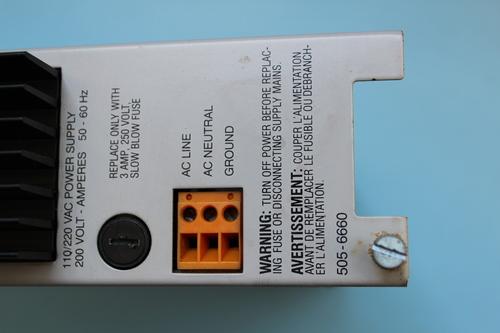 110/220 VAC POWER SUPPLY
200 VOLT - AMPERES 50 - 60 Hz
REPLACE ONLY WITH
3 AMP, 250 VOLT,
SLOW BLOW FUSE
AC LINE
AC NEUTRAL
GROUND
WARNING: TURN OFF POWER BEFORE REPLAC-
ING FUSE OR DISCONNECTING SUPPLY MAINS.
AVERTISSEMENT: COUPER L'ALIMENTATION
AVANT DE REMPLACER LE FUSIBLE OU DEBRANCH-
ER L'ALIMENTATION.
505-6660